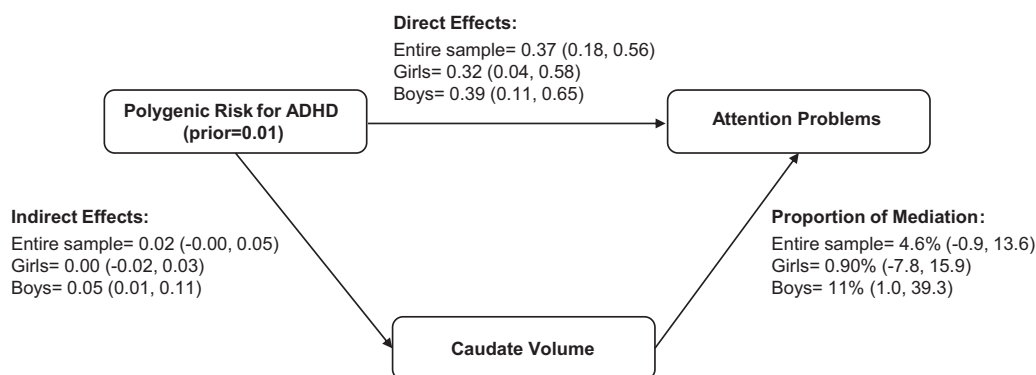 Direct Effects:
Entire sample= 0.37 (0.18, 0.56)
Girls= 0.32 (0.04, 0.58)
Boys= 0.39 (0.11, 0.65)
Polygenic Risk for ADHD
(prior=0.01)
Attention Problems
Indirect Effects:
Entire sample= 0.02 (-0.00, 0.05)
Girls= 0.00 (-0.02, 0.03)
Boys= 0.05 (0.01, 0.11)
Proportion of Mediation:
Entire sample= 4.6% (-0.9, 13.6)
Girls= 0.90% (-7.8, 15.9)
Boys= 11% (1.0, 39.3)
Caudate Volume